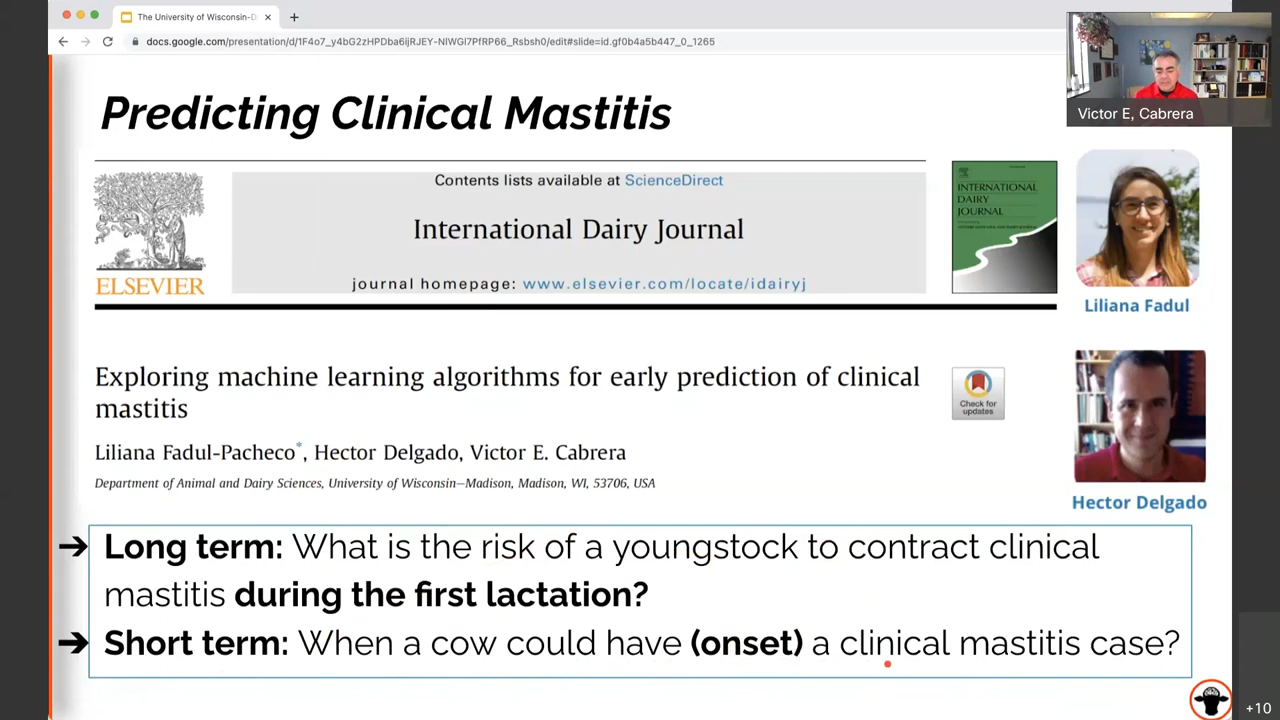 The University of Wisconsin-D
docs.google.com/presentation/d/1F4o7_y4bG2zHPDba6ljRJEY-NIWGl7PfRP66_Rsbsh0/edit#slide=id.gf0b4a5b447_0_1265
Victor E, Cabrera
Predicting Clinical Mastitis
Contents lists available at ScienceDirect
International Dairy Journal
journal homepage: www.elsevier.com/locate/idairyj
ELSEVIER
INTERNATIONAL
DAIRY
JOURNAL
Liliana Fadul
Exploring machine learning algorithms for early prediction of clinical
mastitis
Check for
updates
Liliana Fadul-Pacheco*, Hector Delgado, Victor E. Cabrera
Department of Animal and Dairy Sciences, University of Wisconsin—Madison, Madison, WI, 53706, USA
Hector Delgado
➔ Long term: What is the risk of a youngstock to contract clinical
mastitis during the first lactation?
➔ Short term: When a cow could have (onset) a clinical mastitis case?
+10